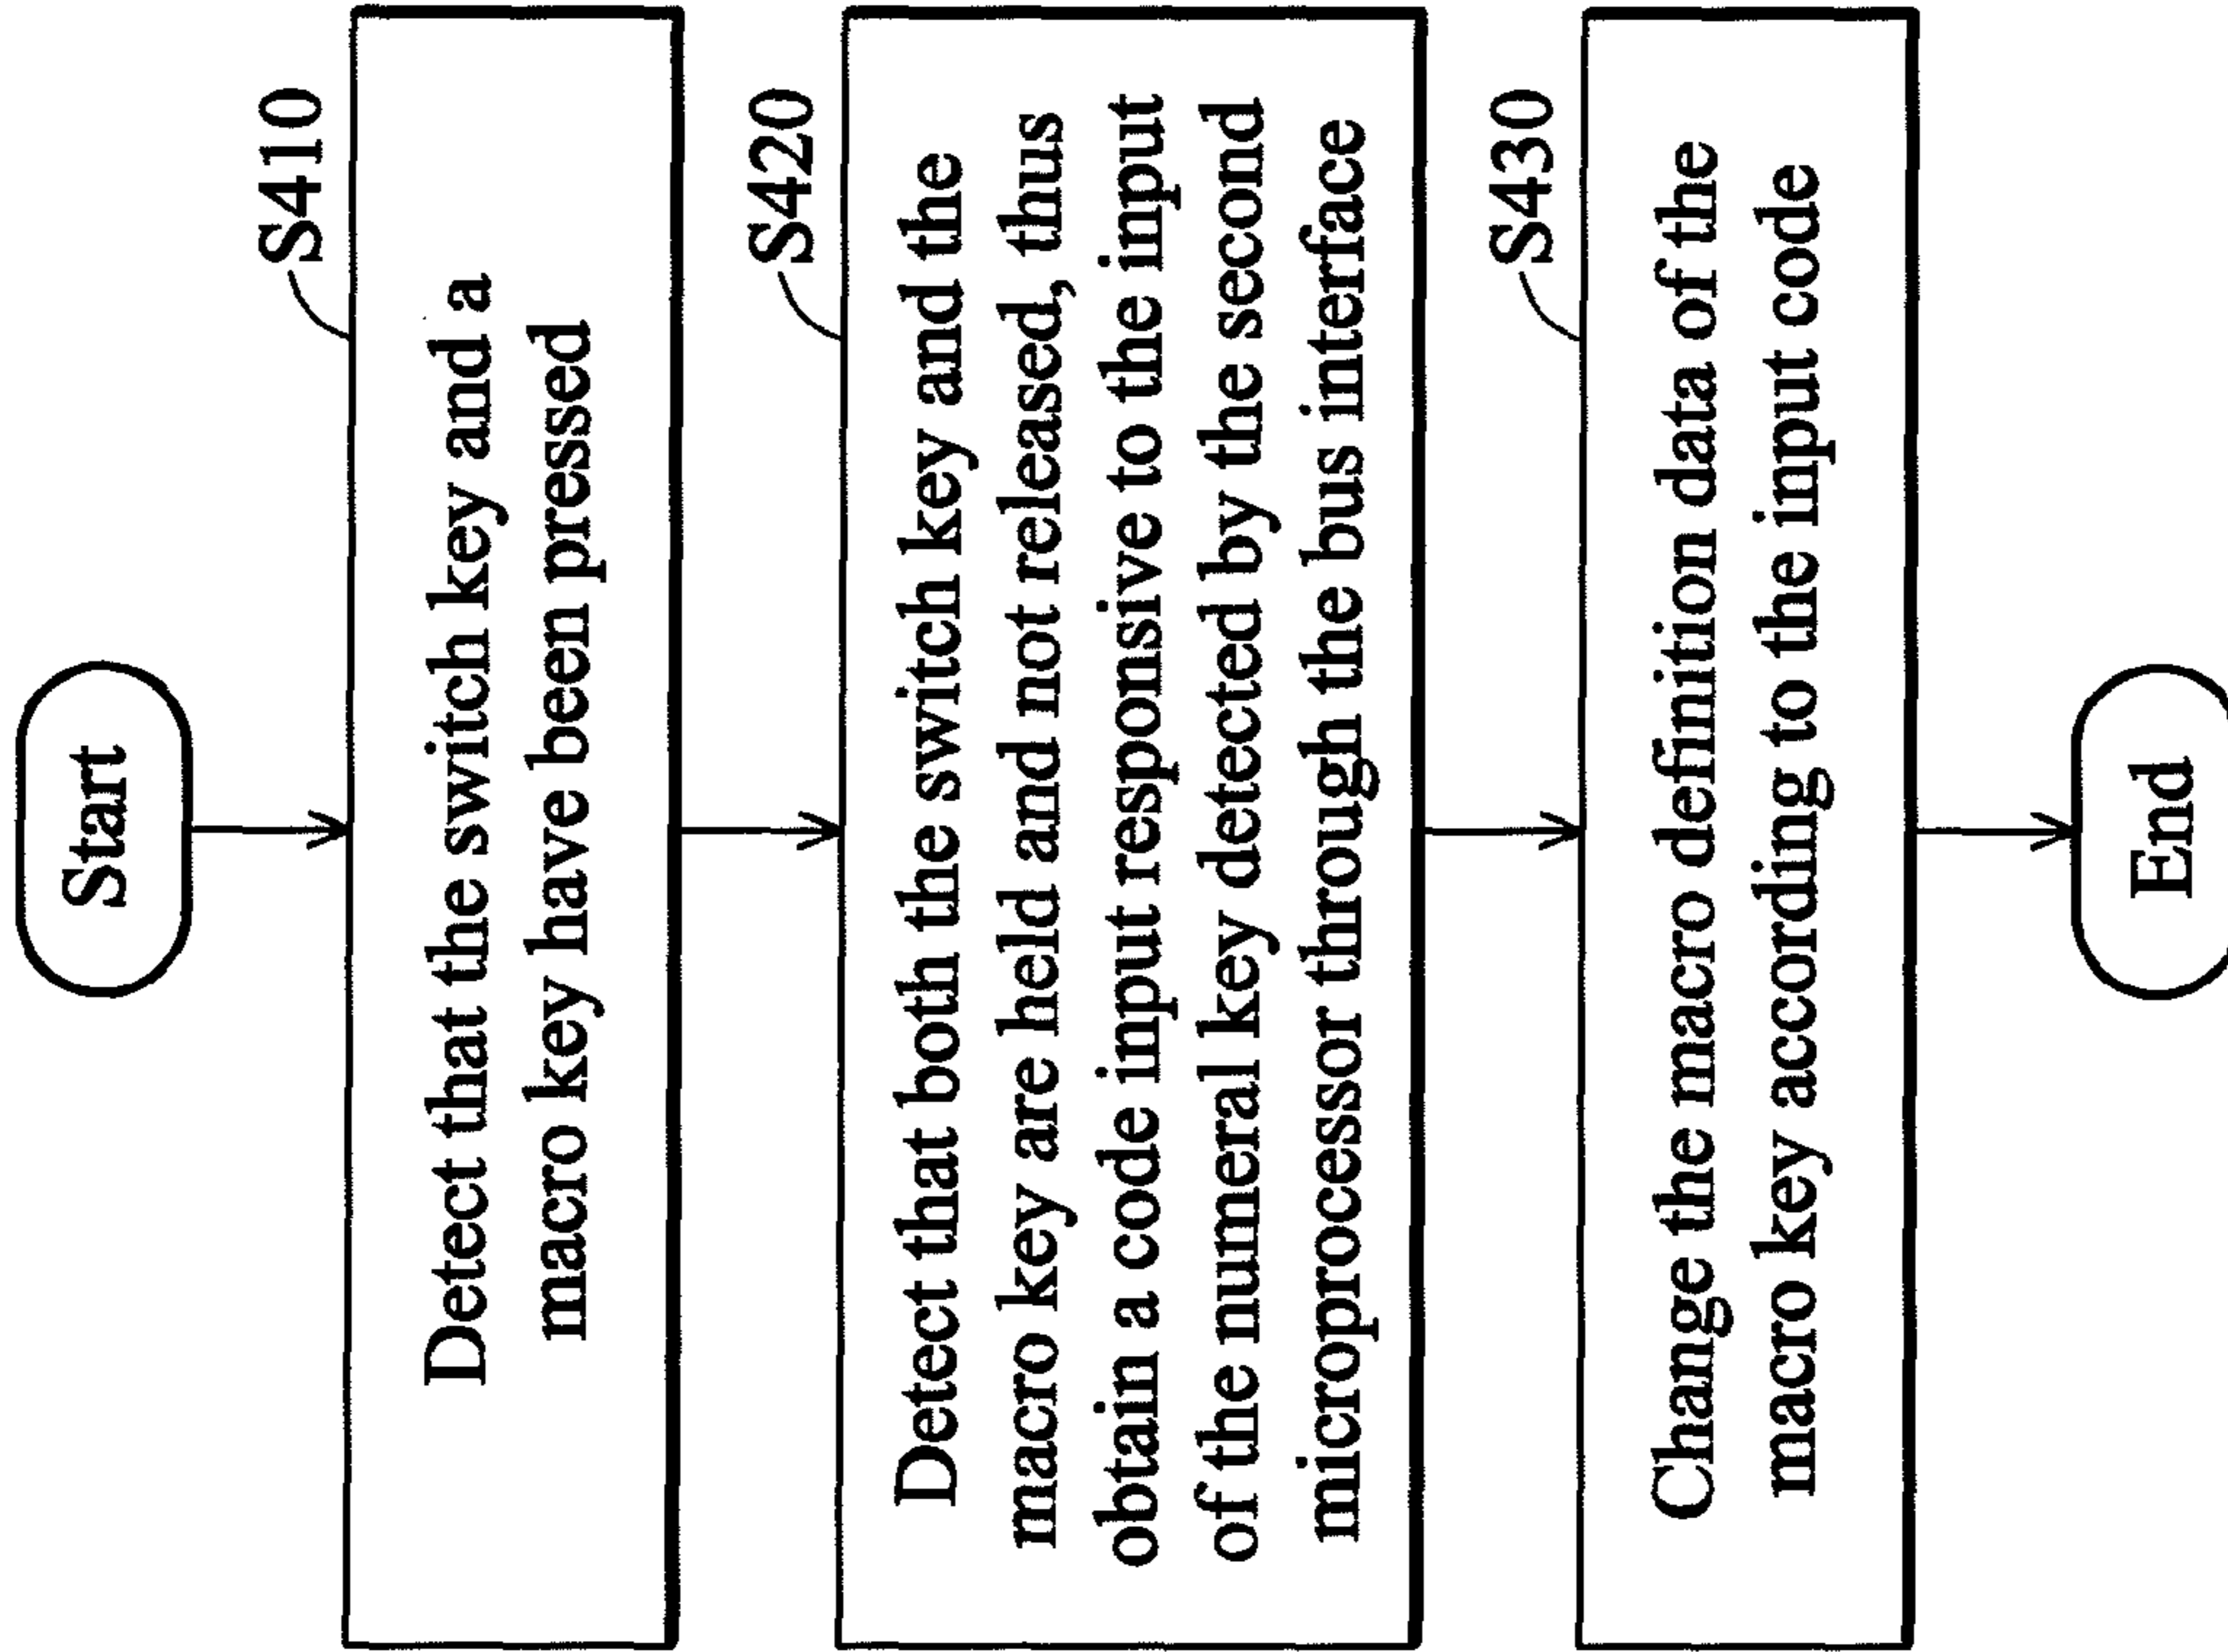 Start
S410
Detect that the switch key and a
macro key have been pressed
S420
Detect that both the switch key and the
macro key are held and not released, thus
obtain a code input responsive to the input
of the numeral key detected by the second
microprocessor through the bus interface
S430
Change the macro definition data of the
macro key according to the input code
End